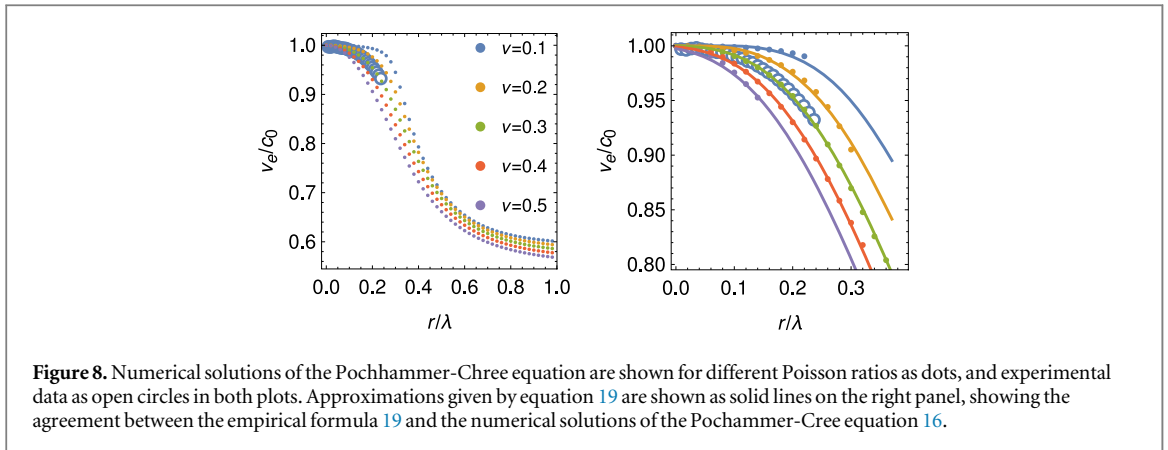 1.0
0.9
0.8
0.7
0.6
v_e/c_0
0.0 0.2 0.4 0.6 0.8 1.0
r/λ
ν=0.1
ν=0.2
ν=0.3
ν=0.4
ν=0.5
1.00
0.95
0.90
0.85
0.80
v_e/c_0
0.0 0.1 0.2 0.3
r/λ
Figure 8. Numerical solutions of the Pochhammer-Chree equation are shown for different Poisson ratios as dots, and experimental
data as open circles in both plots. Approximations given by equation 19 are shown as solid lines on the right panel, showing the
agreement between the empirical formula 19 and the numerical solutions of the Pochammer-Cree equation 16.